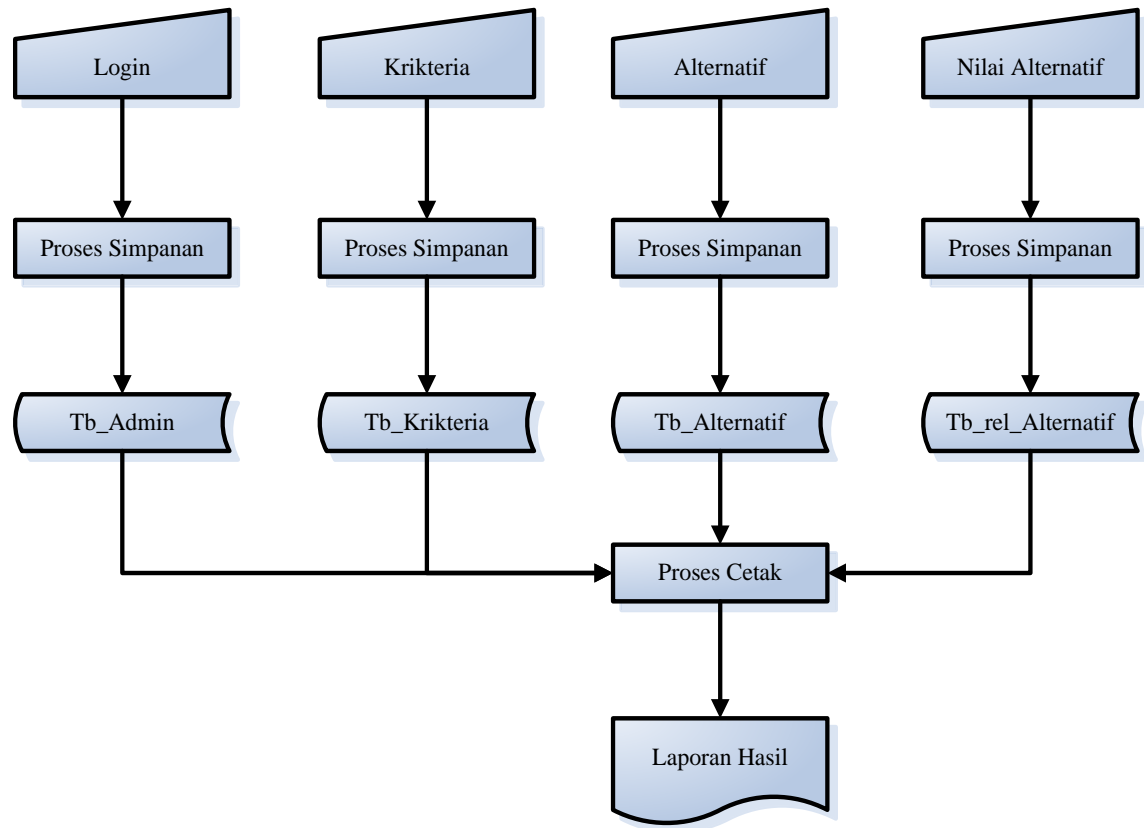 Login
Krikteria
Alternatif
Nilai Alternatif
Proses Simpanan
Proses Simpanan
Proses Simpanan
Proses Simpanan
Tb_Admin
Tb_Krikteria
Tb_Alternatif
Tb_rel_Alternatif
Proses Cetak
Laporan Hasil